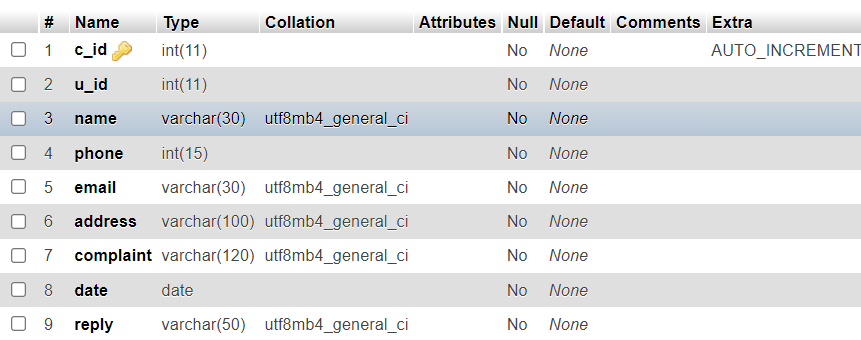 # Name Type Collation Attributes Null Default Comments Extra
1 c_id int(11) No None AUTO_INCREMENT
2 u_id int(11) No None
3 name varchar(30) utf8mb4_general_ci No None
4 phone int(15) No None
5 email varchar(30) utf8mb4_general_ci No None
6 address varchar(100) utf8mb4_general_ci No None
7 complaint varchar(120) utf8mb4_general_ci No None
8 date date No None
9 reply varchar(50) utf8mb4_general_ci No None